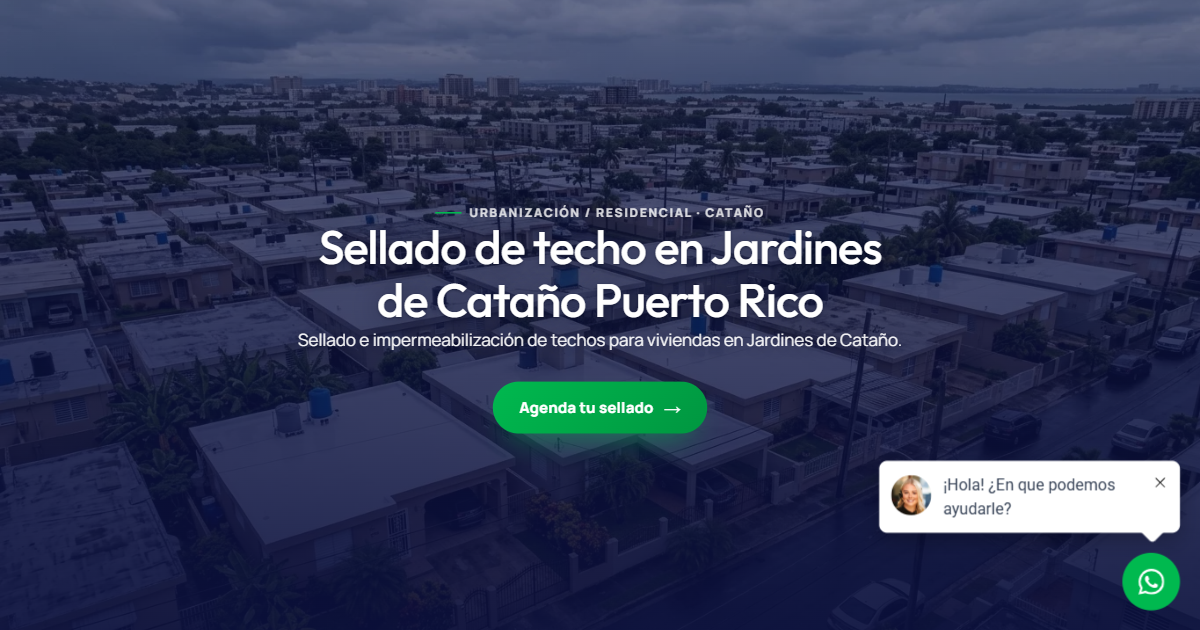 URBANIZACIÓN / RESIDENCIAL · CATAÑO
Sellado de techo en Jardines
de Cataño Puerto Rico
Sellado e impermeabilización de techos para viviendas en Jardines de Cataño.
Agenda tu sellado →
¡Hola! ¿En que podemos
ayudarle?